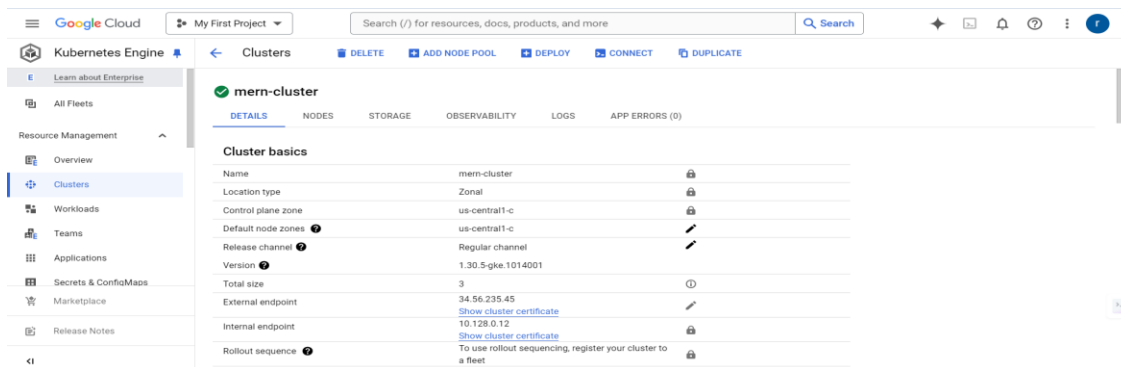 Google Cloud
My First Project
Search (/) for resources, docs, products, and more
Search
r
Kubernetes Engine
Clusters
DELETE
ADD NODE POOL
DEPLOY
CONNECT
DUPLICATE
E
Learn about Enterprise
All Fleets
Resource Management
Overview
Clusters
Workloads
Teams
Applications
Secrets & ConfigMaps
Marketplace
Release Notes
mern-cluster
DETAILS
NODES
STORAGE
OBSERVABILITY
LOGS
APP ERRORS (0)
Cluster basics
Name mern-cluster
Location type Zonal
Control plane zone us-central1-c
Default node zones us-central1-c
Release channel Regular channel
Version 1.30.5-gke.1014001
Total size 3
External endpoint 34.56.235.45
Show cluster certificate
Internal endpoint 10.128.0.12
Show cluster certificate
Rollout sequence To use rollout sequencing, register your cluster to
a fleet